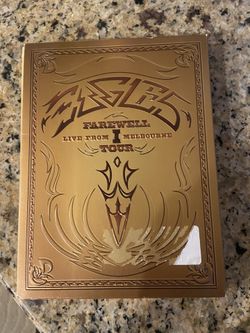 EAGLES
FAREWELL
LIVE FROM I MELBOURNE
TOUR